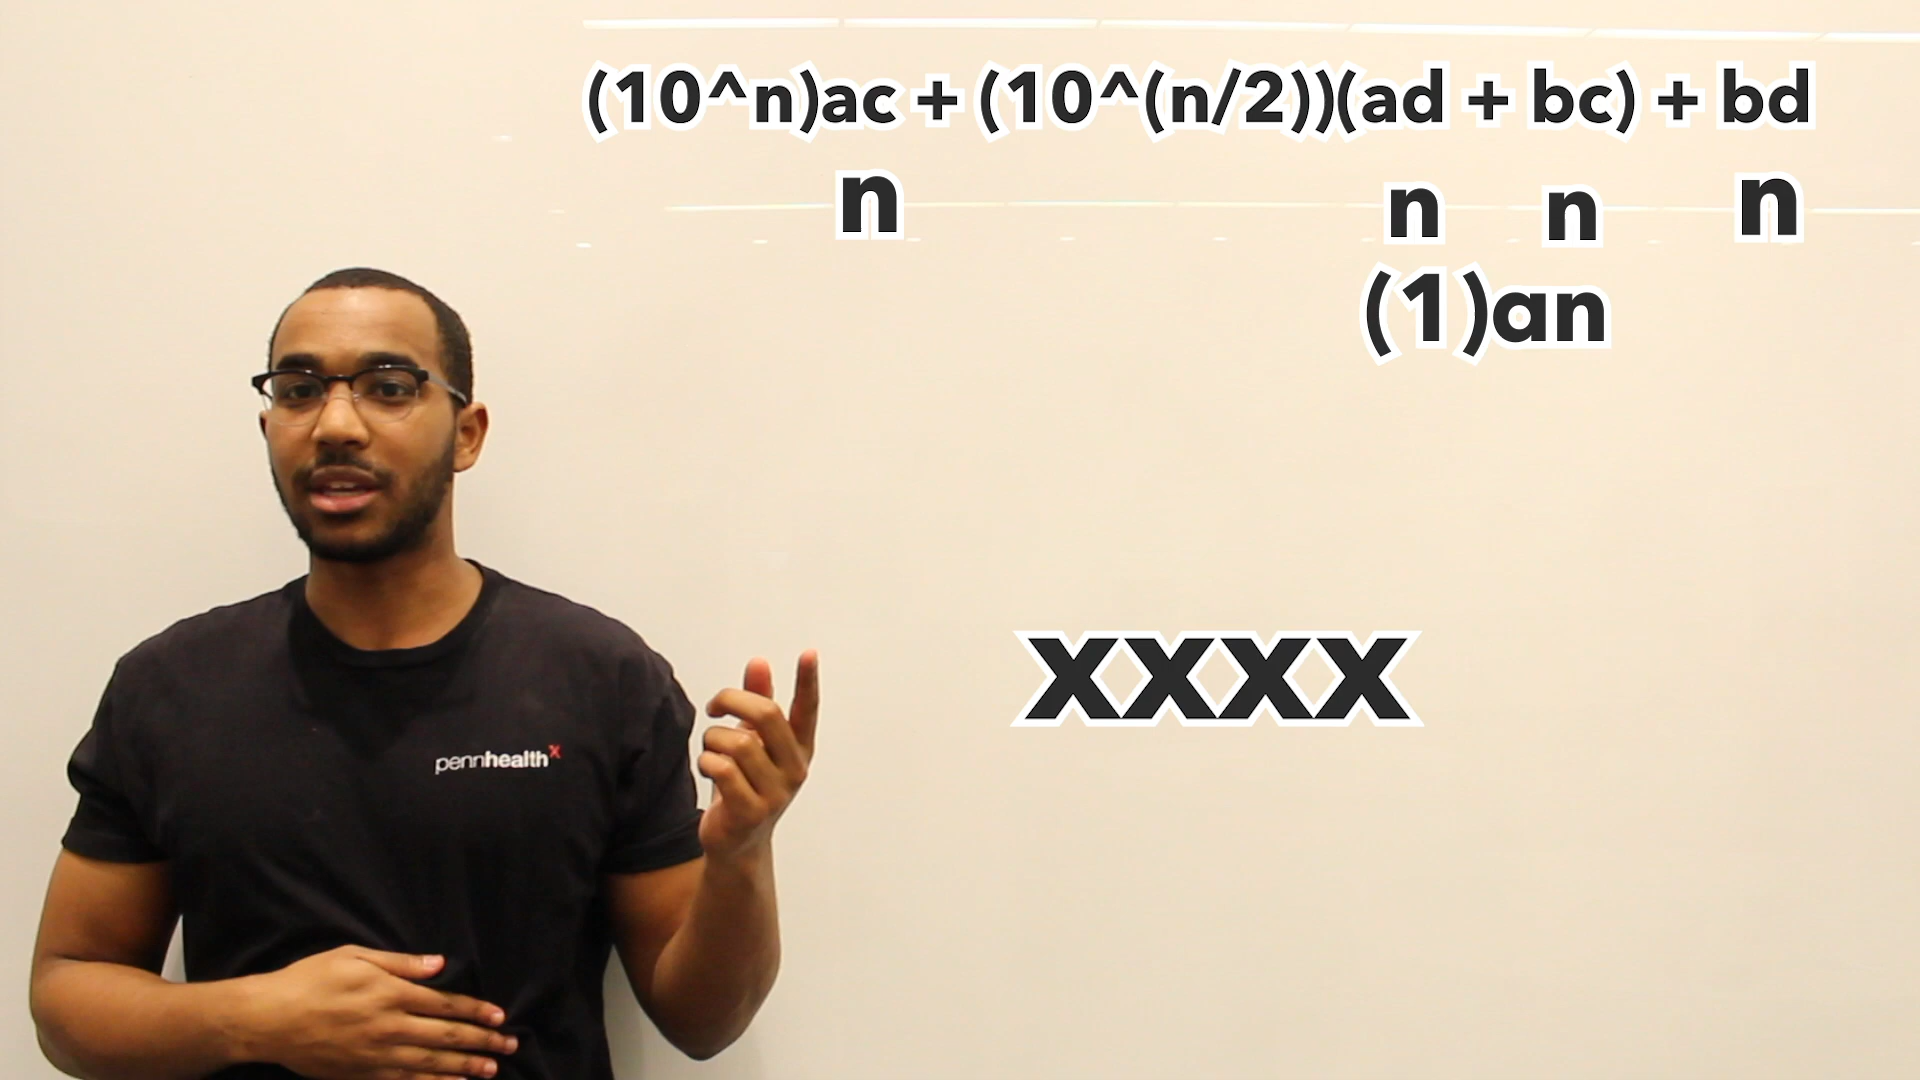 (10^n)ac + (10^(n/2))(ad + bc) + bd
n n n n
(1)an
xxxx
pennhealthx